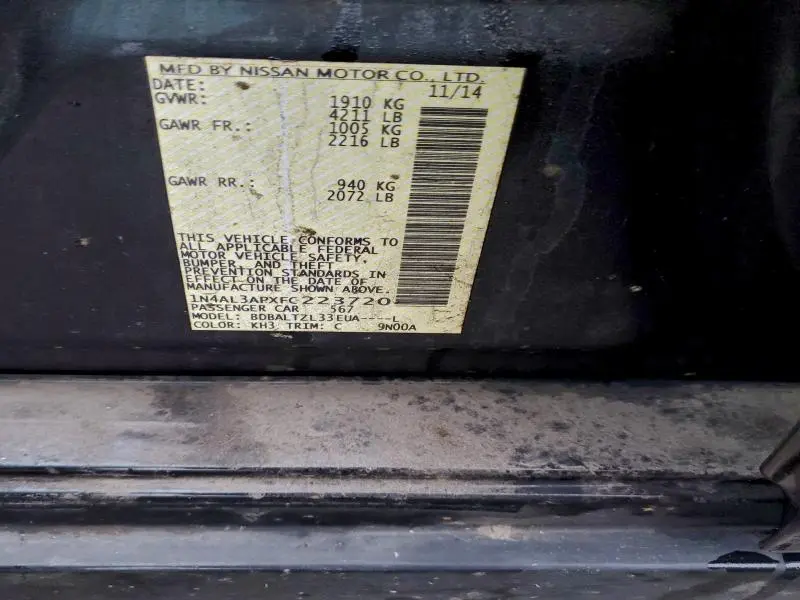 MFD BY NISSAN MOTOR CO., LTD.
DATE: 11/14
GVWR: 1910 KG
4211 LB
GAWR FR.: 1005 KG
2216 LB
GAWR RR.: 940 KG
2072 LB
THIS VEHICLE CONFORMS TO
ALL APPLICABLE FEDERAL
MOTOR VEHICLE SAFETY,
BUMPER, AND THEFT
PREVENTION STANDARDS IN
EFFECT ON THE DATE OF
MANUFACTURE SHOWN ABOVE.
1N4AL3APXFC223720
PASSENGER CAR 567
MODEL: BDBALTZL33EUA----L
COLOR: KH3 TRIM: C 9N00A